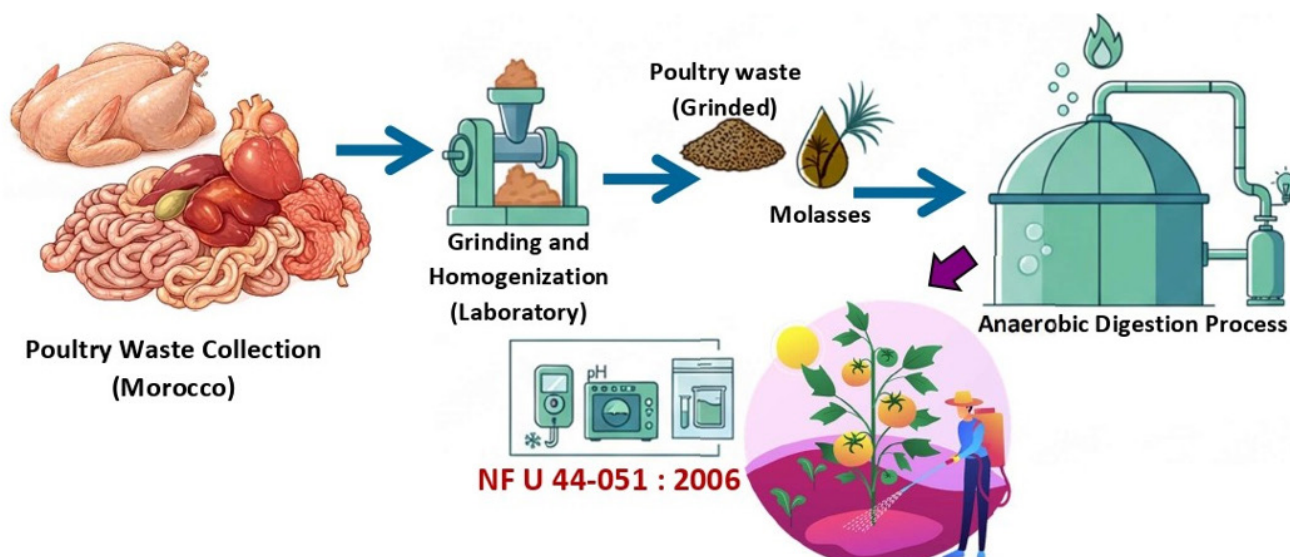 Poultry Waste Collection
(Morocco)
Grinding and
Homogenization
(Laboratory)
Poultry waste
(Grinded)
Molasses
Anaerobic Digestion Process
pH
NF U 44-051 : 2006